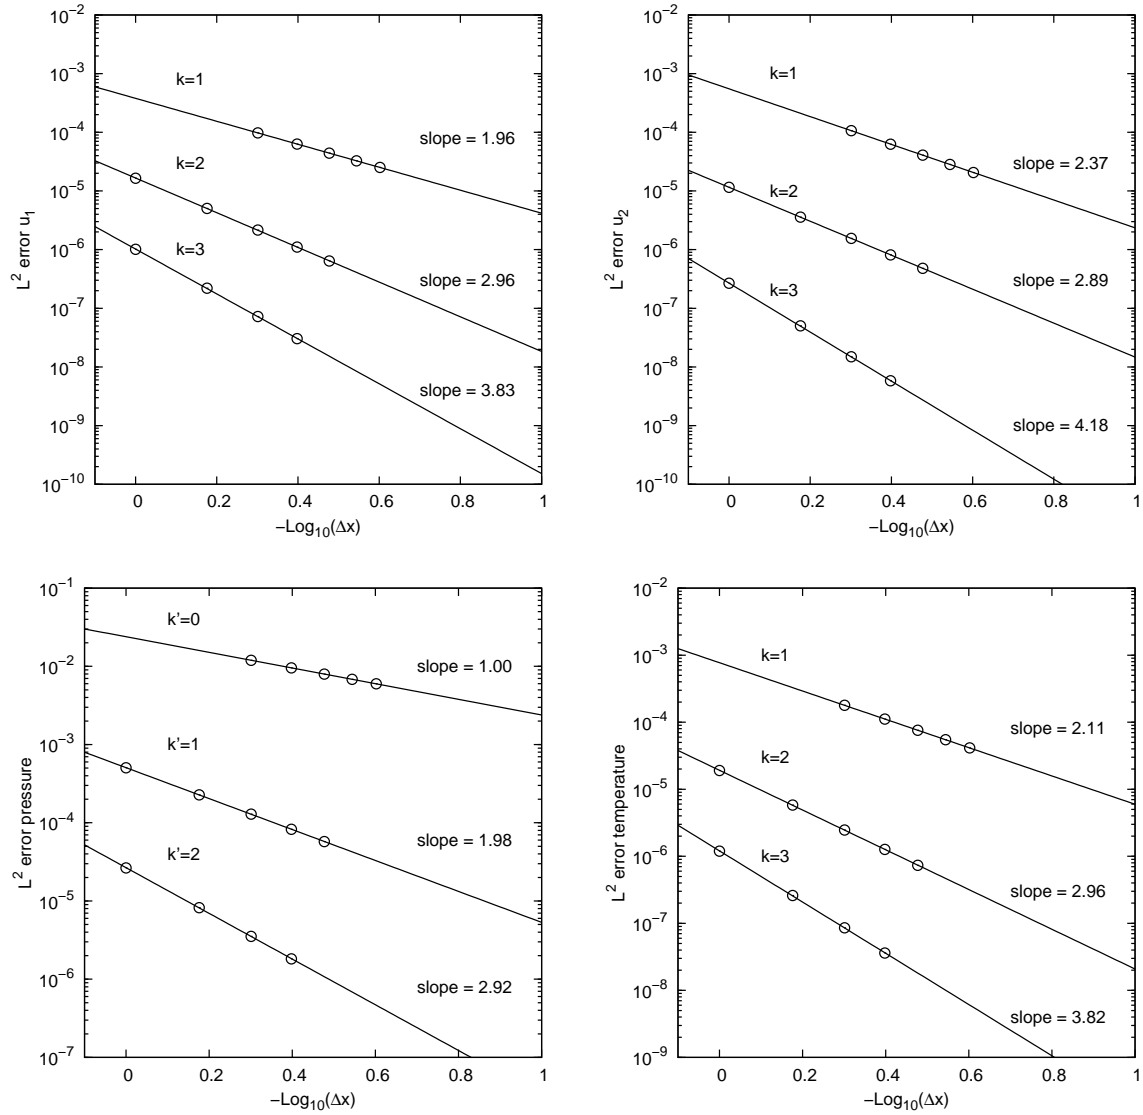 10⁻²
10⁻³
10⁻⁴
10⁻⁵
10⁻⁶
10⁻⁷
10⁻⁸
10⁻⁹
10⁻¹⁰
L² error u₁
k=1
slope = 1.96
k=2
slope = 2.96
k=3
slope = 3.83
0 0.2 0.4 0.6 0.8 1
−Log₁₀(Δx)
10⁻²
10⁻³
10⁻⁴
10⁻⁵
10⁻⁶
10⁻⁷
10⁻⁸
10⁻⁹
10⁻¹⁰
L² error u₂
k=1
slope = 2.37
k=2
slope = 2.89
k=3
slope = 4.18
0 0.2 0.4 0.6 0.8 1
−Log₁₀(Δx)
10⁻¹
10⁻²
10⁻³
10⁻⁴
10⁻⁵
10⁻⁶
10⁻⁷
L² error pressure
k'=0
slope = 1.00
k'=1
slope = 1.98
k'=2
slope = 2.92
0 0.2 0.4 0.6 0.8 1
−Log₁₀(Δx)
10⁻²
10⁻³
10⁻⁴
10⁻⁵
10⁻⁶
10⁻⁷
10⁻⁸
10⁻⁹
L² error temperature
k=1
slope = 2.11
k=2
slope = 2.96
k=3
slope = 3.82
0 0.2 0.4 0.6 0.8 1
−Log₁₀(Δx)